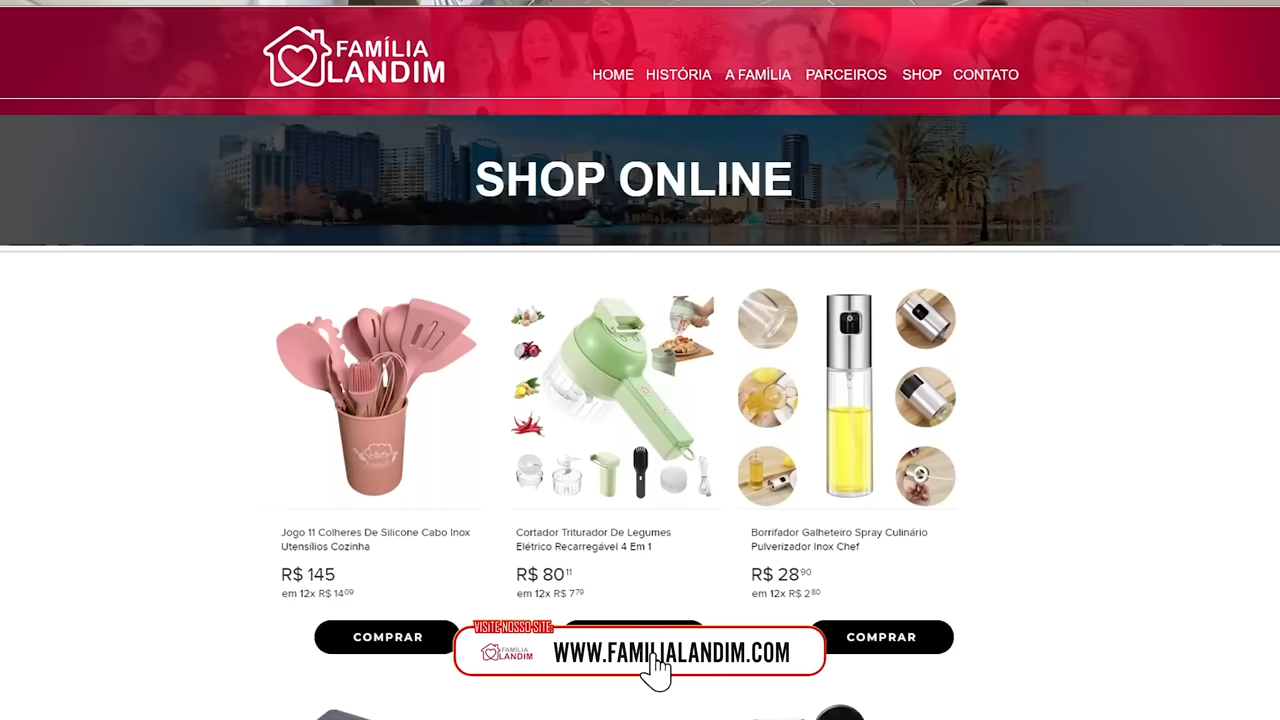 FAMÍLIA
LANDIM
HOME HISTÓRIA A FAMÍLIA PARCEIROS SHOP CONTATO
SHOP ONLINE
Jogo 11 Colheres De Silicone Cabo Inox
Utensílios Cozinha
R$ 145
em 12x R$ 14 09
Cortador Triturador De Legumes
Elétrico Recarregável 4 Em 1
R$ 80 11
em 12x R$ 7 79
Borrifador Galheteiro Spray Culinário
Pulverizador Inox Chef
R$ 28 90
em 12x R$ 2 80
COMPRAR
COMPRAR
VISITE NOSSO SITE:
FAMÍLIA
LANDIM
WWW.FAMILIALANDIM.COM